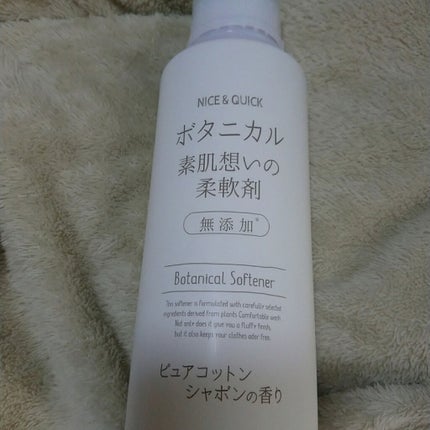 NICE & QUICK
ボタニカル
素肌想いの
柔軟剤
無添加*
Botanical Softener
This softener is formulated with carefully selected
ingredients derived from plants. Comfortable wash.
Not only does it give you a fluffy finish,
but it also keeps your clothes odor free.
ピュアコットン
シャボンの香り